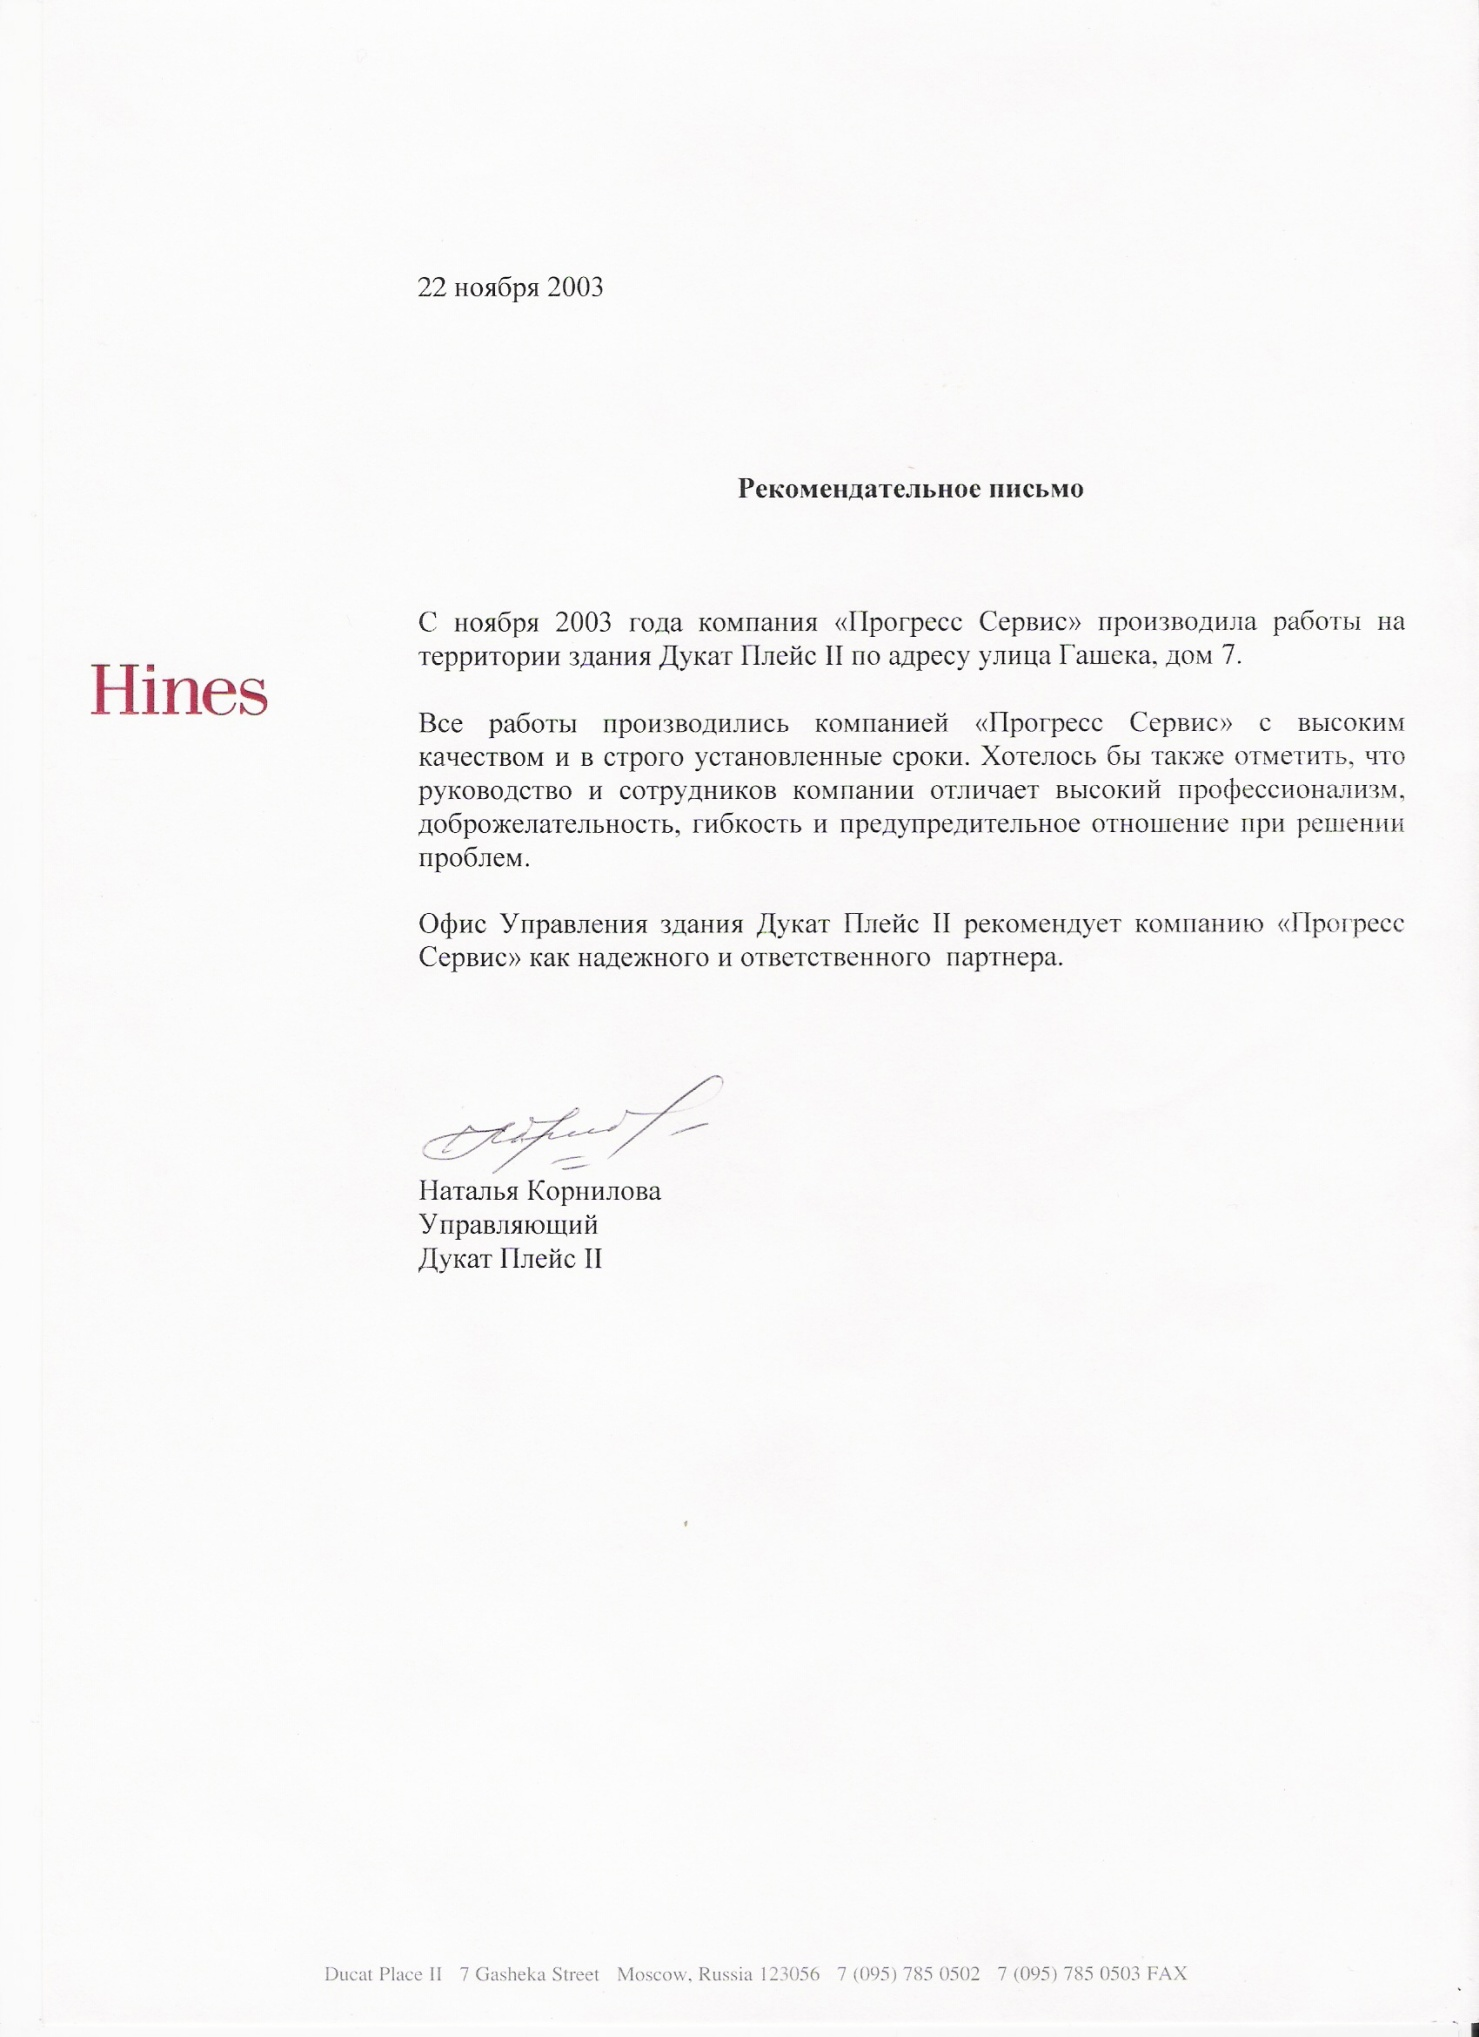 22 ноября 2003
Рекомендательное письмо
С ноября 2003 года компания «Прогресс Сервис» производила работы на
территории здания Дукат Плейс II по адресу улица Гашека, дом 7.
Hines
Все работы производились компанией «Прогресс Сервис» с высоким
качеством и в строго установленные сроки. Хотелось бы также отметить, что
руководство и сотрудников компании отличает высокий профессионализм,
доброжелательность, гибкость и предупредительное отношение при решении
проблем.
Офис Управления здания Дукат Плейс II рекомендует компанию «Прогресс
Сервис» как надежного и ответственного партнера.
Наталья Корнилова
Управляющий
Дукат Плейс II
Ducat Place II 7 Gasheka Street Moscow, Russia 123056 7 (095) 785 0502 7 (095) 785 0503 FAX